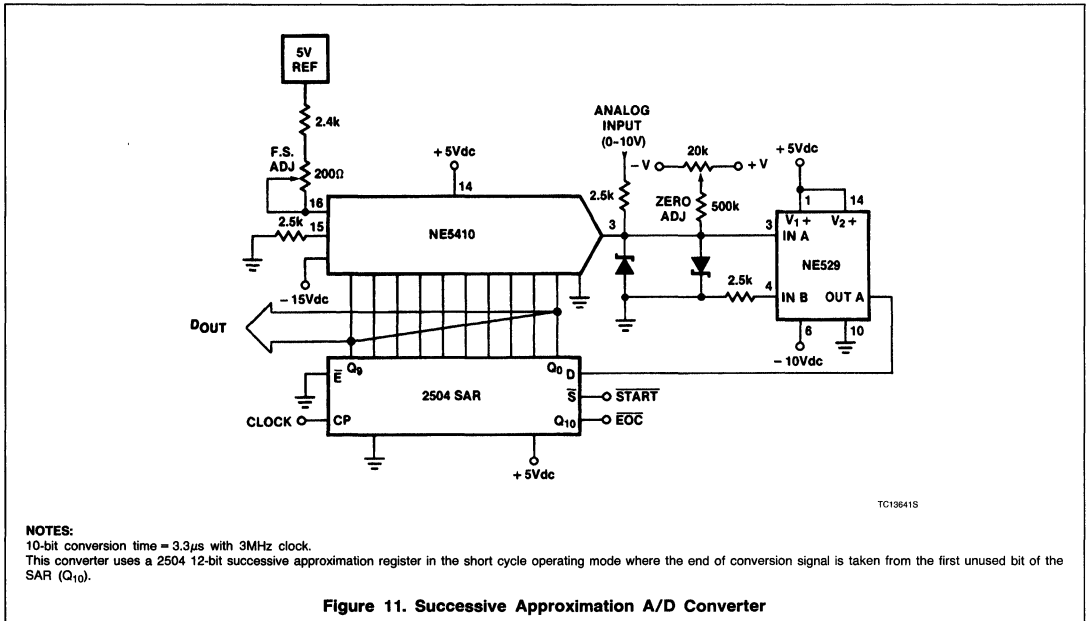 5V
REF
2.4k
F.S.
ADJ
200Ω
16
2.5k
15
+5Vdc
14
NE5410
-15Vdc
3
ANALOG
INPUT
(0-10V)
2.5k
-V
20k
+V
ZERO
ADJ
500k
+5Vdc
1
14
V1+
V2+
3
IN A
NE529
2.5k
4
IN B
OUT A
6
10
-10Vdc
DOUT
E̅
Q9
Q0
D
2504 SAR
S̅
S̅T̅A̅R̅T̅
CLOCK
CP
Q10
E̅O̅C̅
+5Vdc
TC13641S
NOTES:
10-bit conversion time = 3.3μs with 3MHz clock.
This converter uses a 2504 12-bit successive approximation register in the short cycle operating mode where the end of conversion signal is taken from the first unused bit of the
SAR (Q10).
Figure 11. Successive Approximation A/D Converter